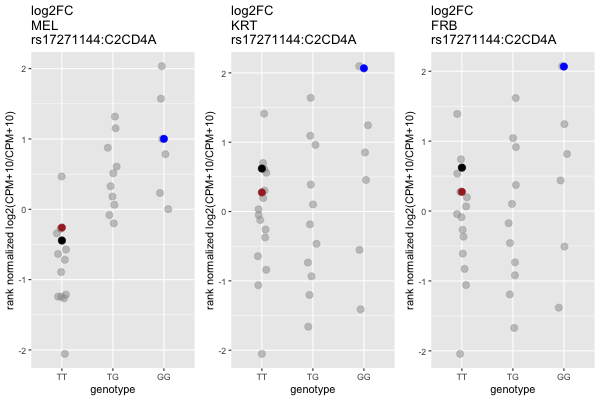 log2FC
MEL
rs17271144:C2CD4A
rank normalized log2(CPM+10/CPM+10)
2
1
0
-1
-2
TT
TG
GG
genotype
log2FC
KRT
rs17271144:C2CD4A
rank normalized log2(CPM+10/CPM+10)
2
1
0
-1
-2
TT
TG
GG
genotype
log2FC
FRB
rs17271144:C2CD4A
rank normalized log2(CPM+10/CPM+10)
2
1
0
-1
-2
TT
TG
GG
genotype